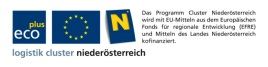 plus
eco
N
Das Programm Cluster Niederösterreich
wird mit EU-Mitteln aus dem Europäischen
Fonds für regionale Entwicklung (EFRE)
und Mitteln des Landes Niederösterreich
kofinanziert.
logistik cluster niederösterreich